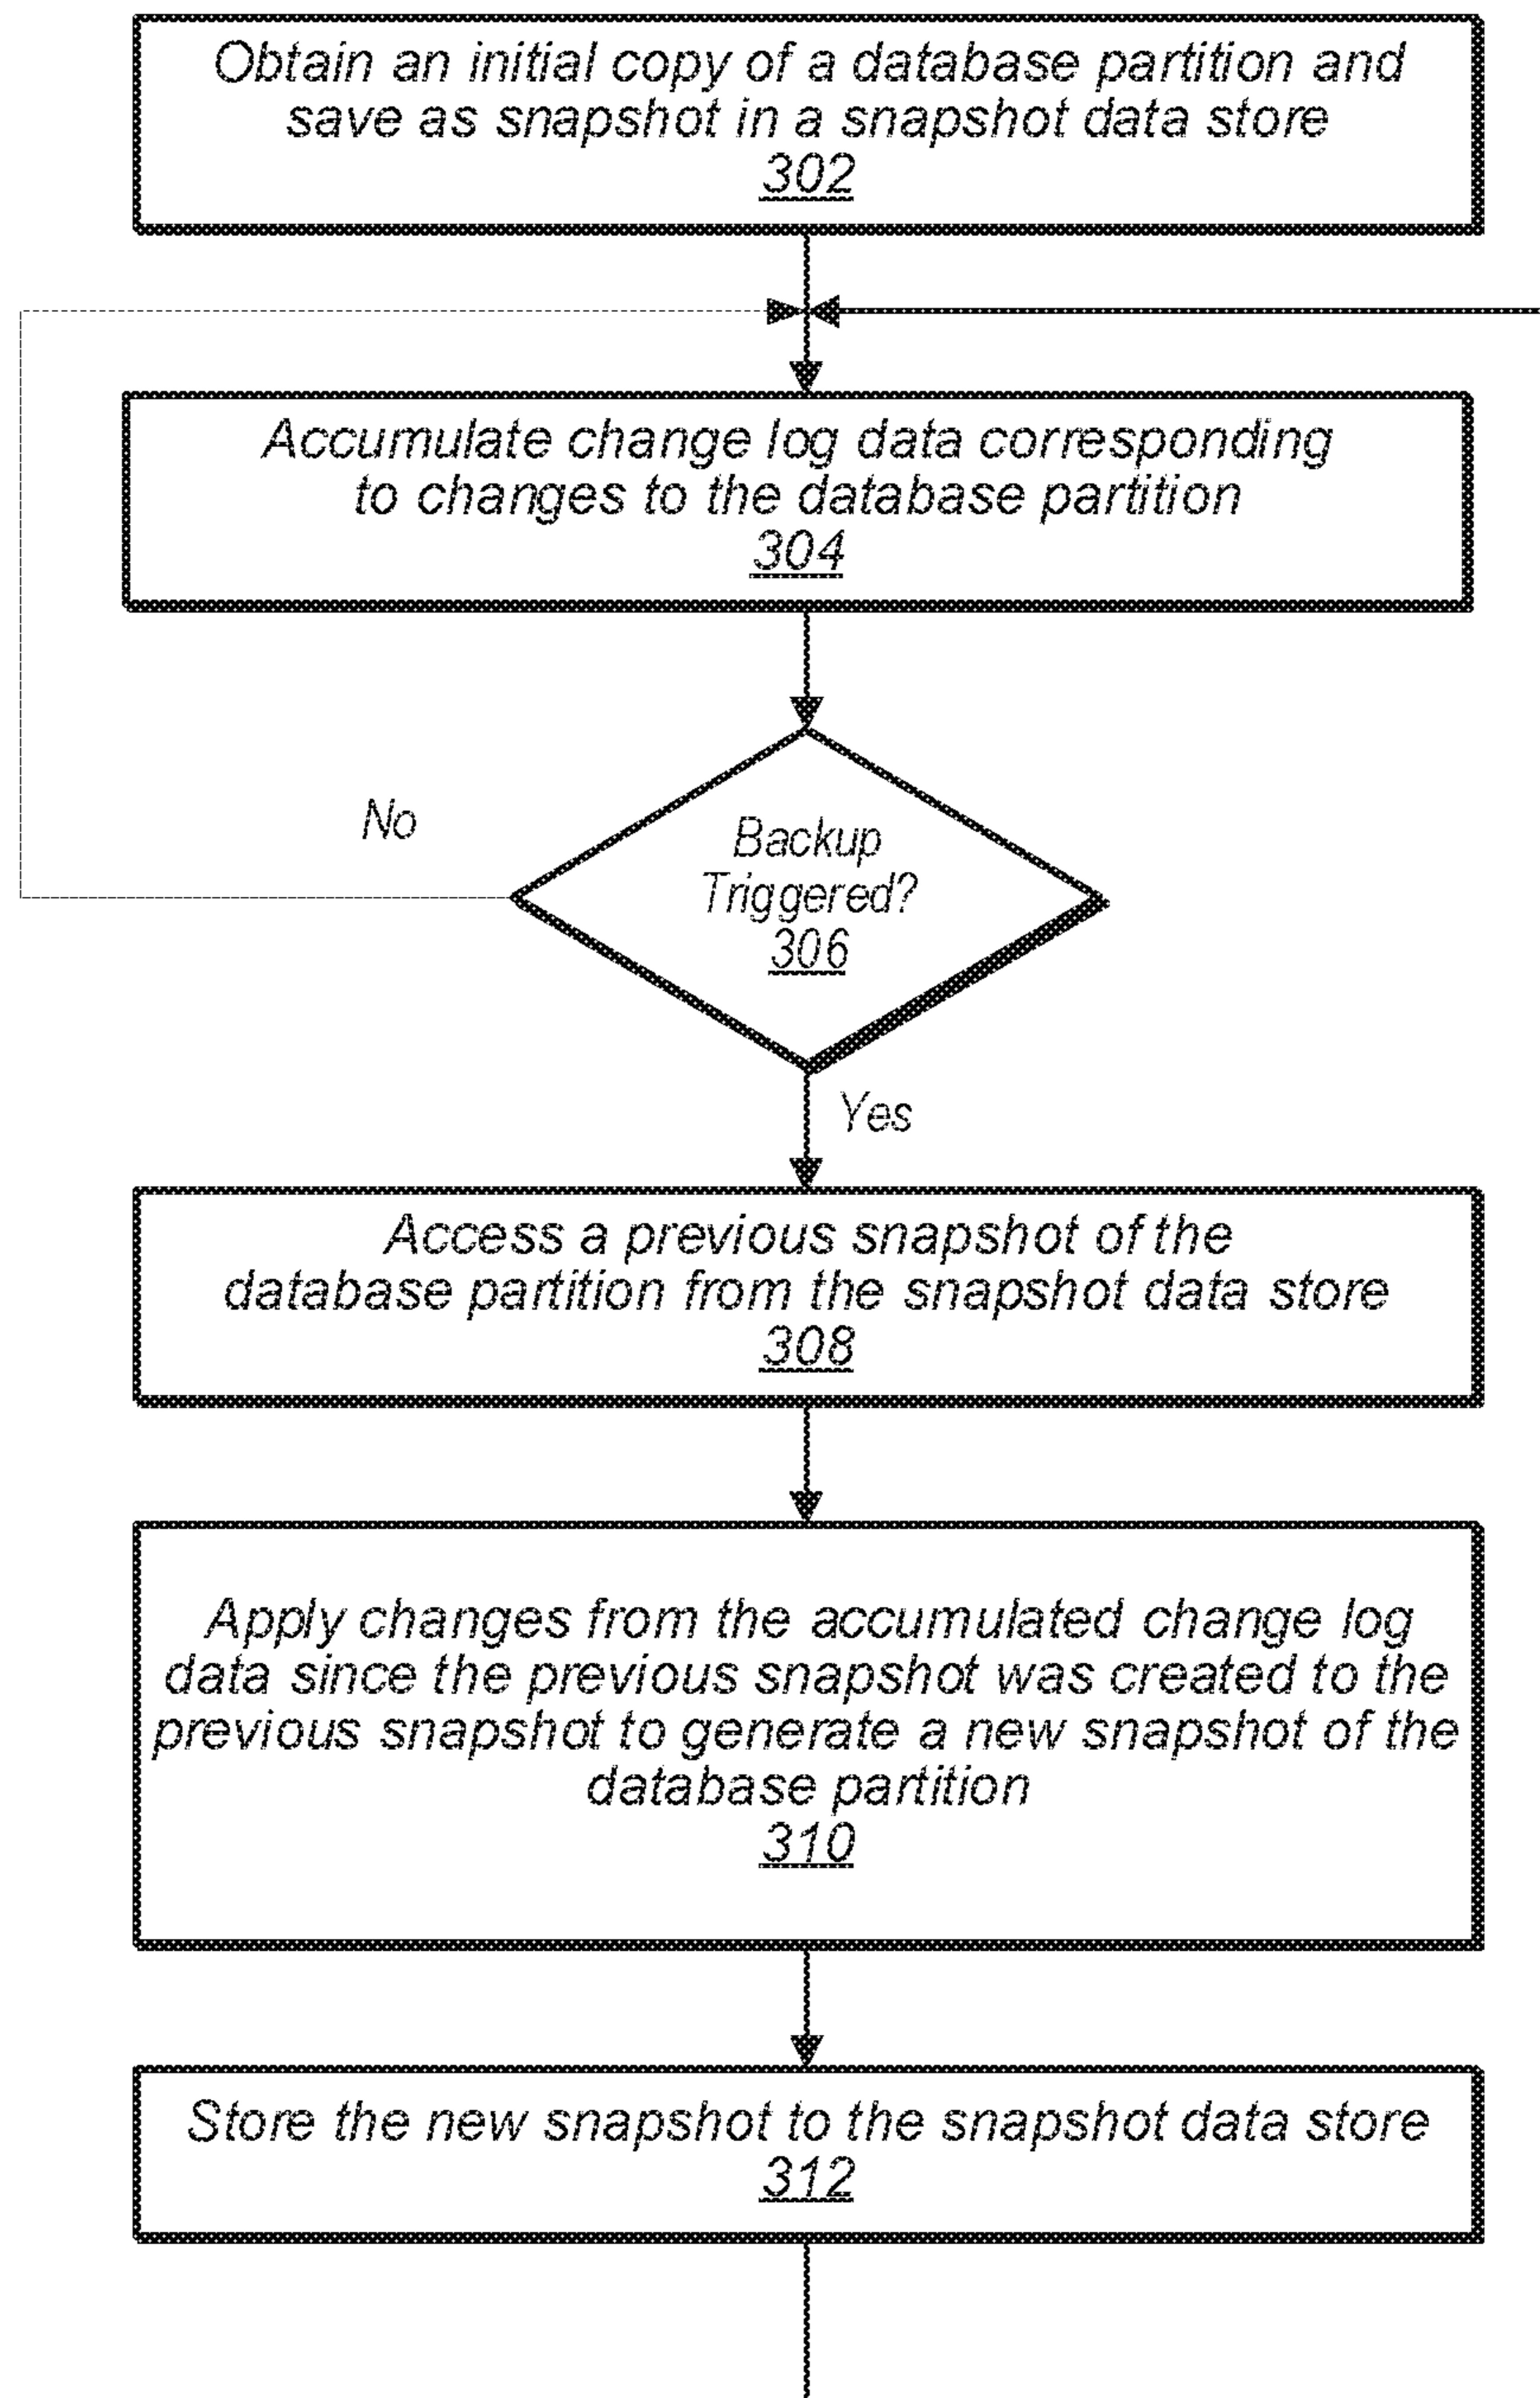 Obtain an initial copy of a database partition and
save as snapshot in a snapshot data store
302
Accumulate change log data corresponding
to changes to the database partition
304
No
Backup
Triggered?
306
Yes
Access a previous snapshot of the
database partition from the snapshot data store
308
Apply changes from the accumulated change log
data since the previous snapshot was created to the
previous snapshot to generate a new snapshot of the
database partition
310
Store the new snapshot to the snapshot data store
312